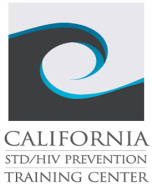 CALIFORNIA
STD/HIV PREVENTION
TRAINING CENTER